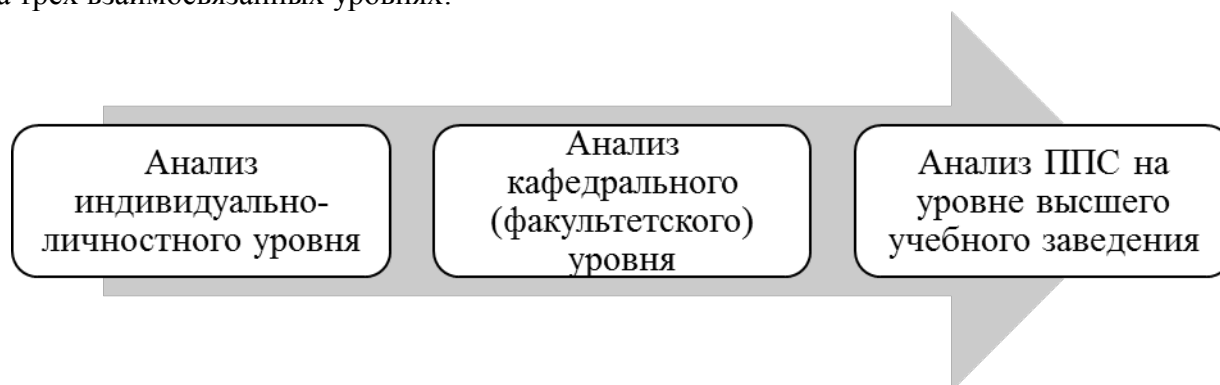 а трех взаимосвязанных уровнях:
Анализ
индивидуально-
личностного уровня
Анализ
кафедрального
(факультетского)
уровня
Анализ ППС на
уровне высшего
учебного заведения